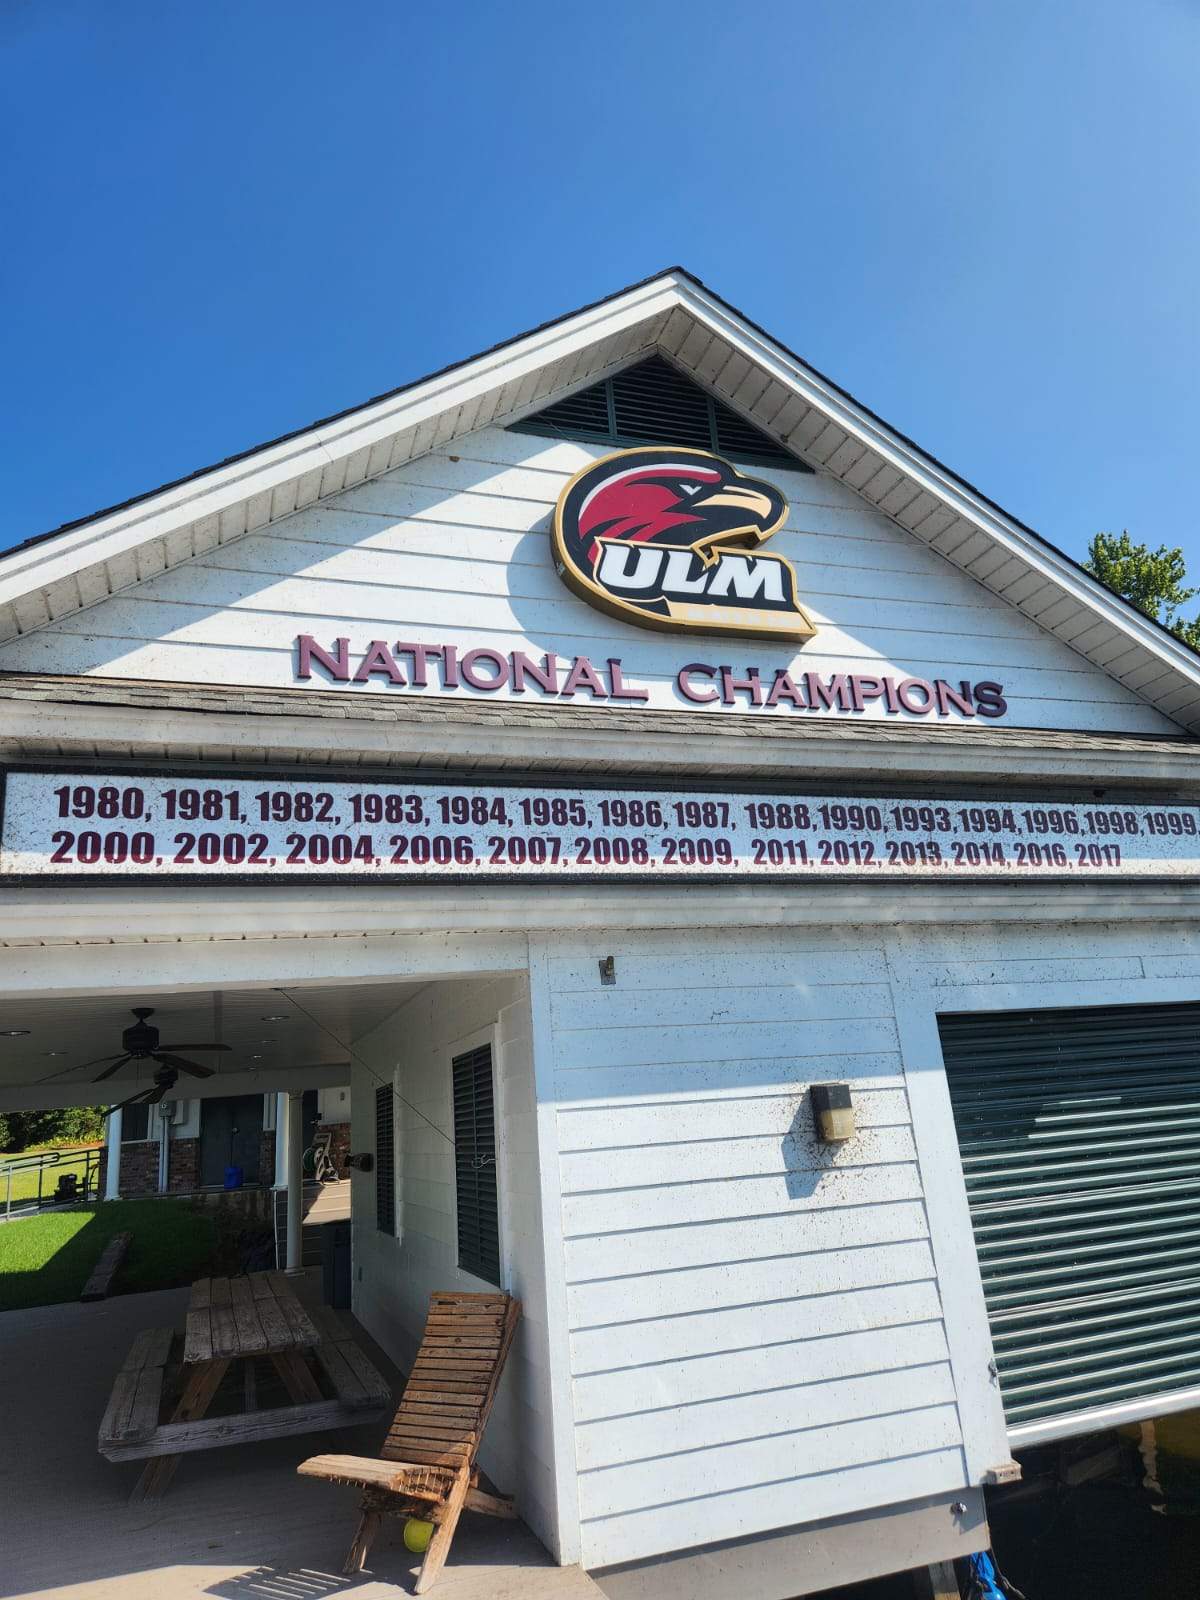 ULM
NATIONAL CHAMPIONS
1980, 1981, 1982, 1983, 1984, 1985, 1986, 1987, 1988, 1990, 1993, 1994, 1996, 1998, 1999
2000, 2002, 2004, 2006, 2007, 2008, 2009, 2011, 2012, 2013, 2014, 2016, 2017